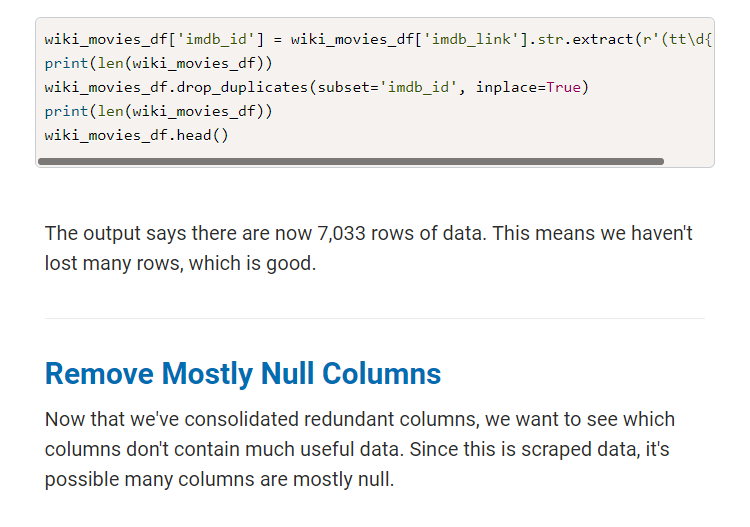 wiki_movies_df['imdb_id'] = wiki_movies_df['imdb_link'].str.extract(r'(tt\d{
print(len(wiki_movies_df))
wiki_movies_df.drop_duplicates(subset='imdb_id', inplace=True)
print(len(wiki_movies_df))
wiki_movies_df.head()
The output says there are now 7,033 rows of data. This means we haven't
lost many rows, which is good.
Remove Mostly Null Columns
Now that we've consolidated redundant columns, we want to see which
columns don't contain much useful data. Since this is scraped data, it's
possible many columns are mostly null.